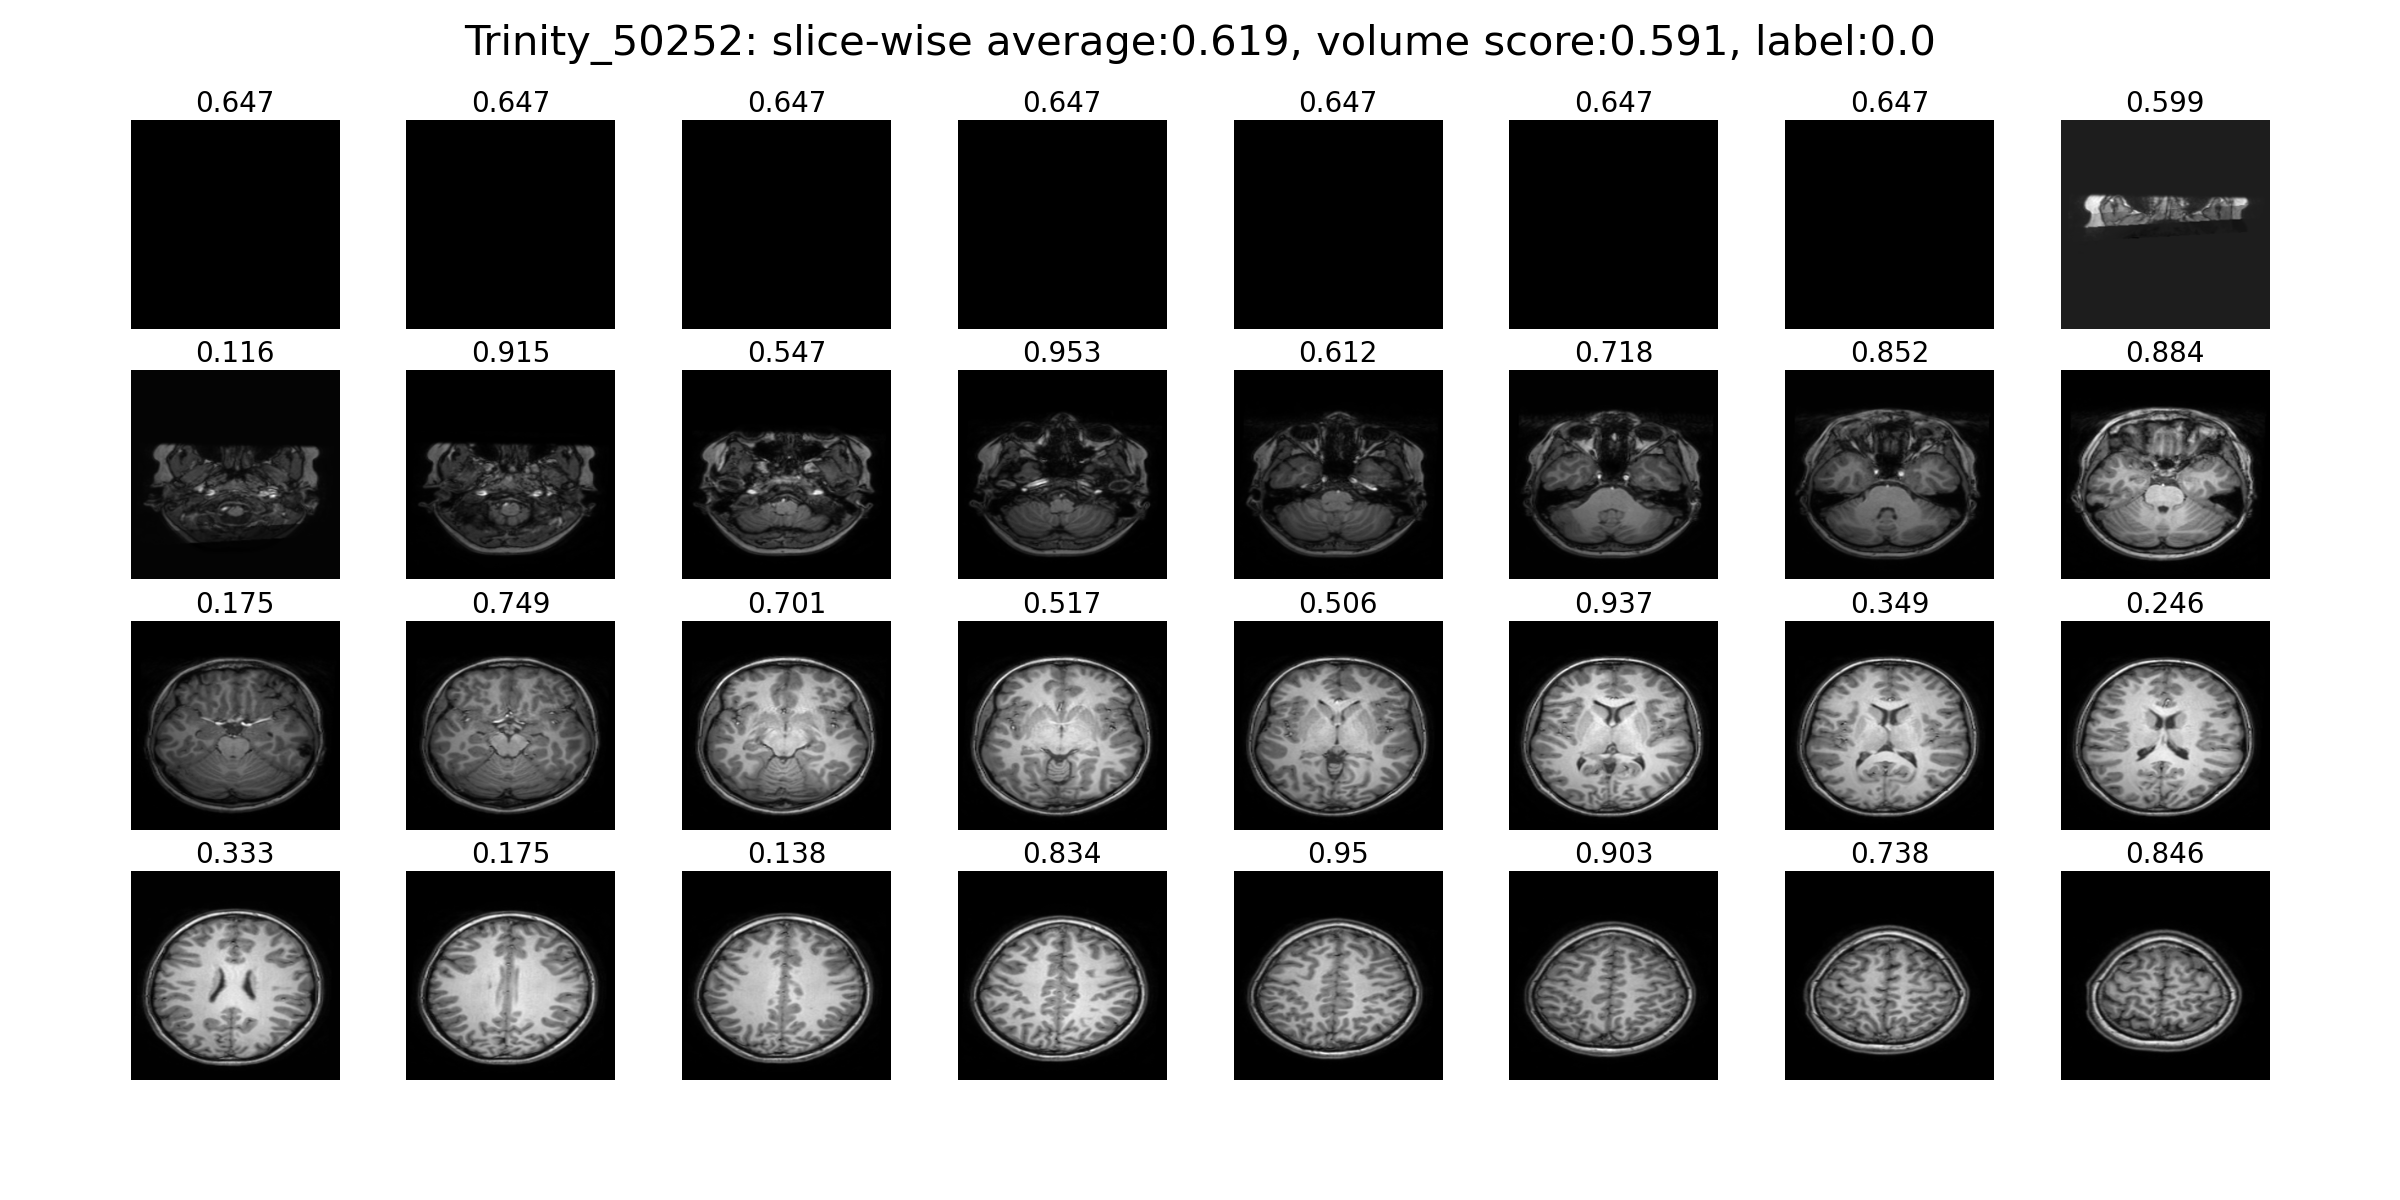 Trinity_50252: slice-wise average:0.619, volume score:0.591, label:0.0
0.647 0.647 0.647 0.647 0.647 0.647 0.647 0.599
0.116 0.915 0.547 0.953 0.612 0.718 0.852 0.884
0.175 0.749 0.701 0.517 0.506 0.937 0.349 0.246
0.333 0.175 0.138 0.834 0.95 0.903 0.738 0.846